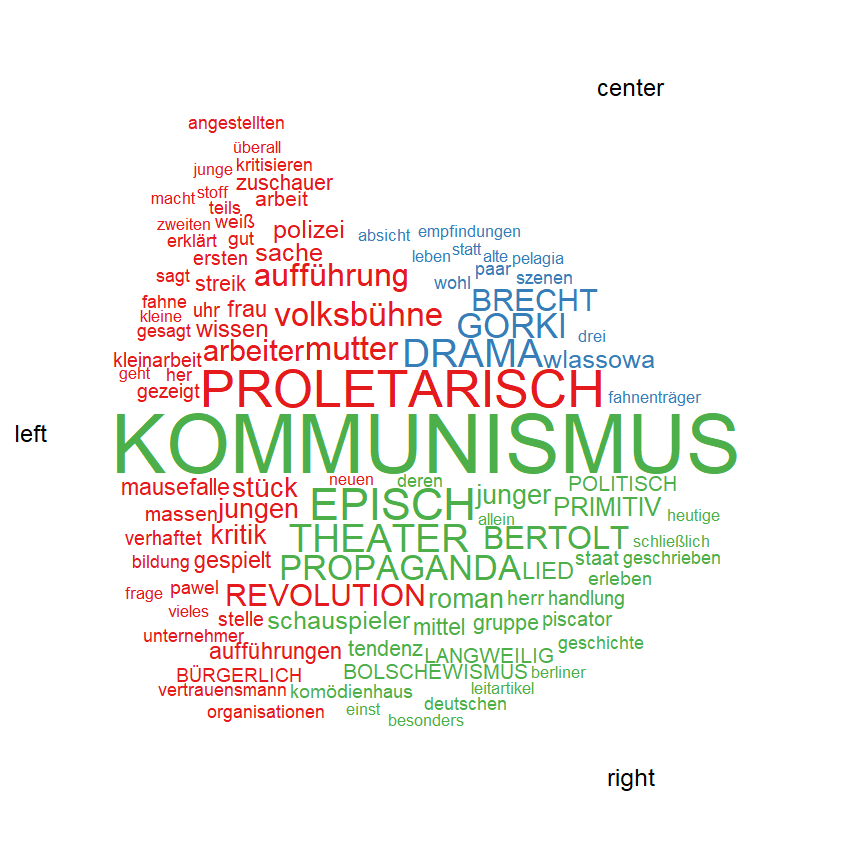 center
angestellten
überall
junge kritisieren
zuschauer
macht stoff arbeit
teils
zweiten weiß polizei absicht empfindungen
erklärt gut
ersten sache leben statt alte pelagia
sagt streik aufführung wohl paar szenen
fahne uhr frau BRECHT
kleine volksbühne GORKI
gesagt wissen drei
kleinarbeit arbeiter mutter DRAMA wlassowa
geht her
gezeigt PROLETARISCH fahnenträger
left KOMMUNISMUS
mausefalle stück neuen deren junger POLITISCH
massen jungen EPISCH PRIMITIV heutige
allein
verhaftet kritik THEATER BERTOLT schließlich
bildung gespielt PROPAGANDA LIED staat geschrieben
erleben
frage pawel REVOLUTION roman herr handlung
vieles stelle schauspieler mittel gruppe piscator
unternehmer geschichte
aufführungen tendenz LANGWEILIG
BÜRGERLICH BOLSCHEWISMUS berliner
vertrauensmann komödienhaus leitartikel
organisationen einst deutschen
besonders
right